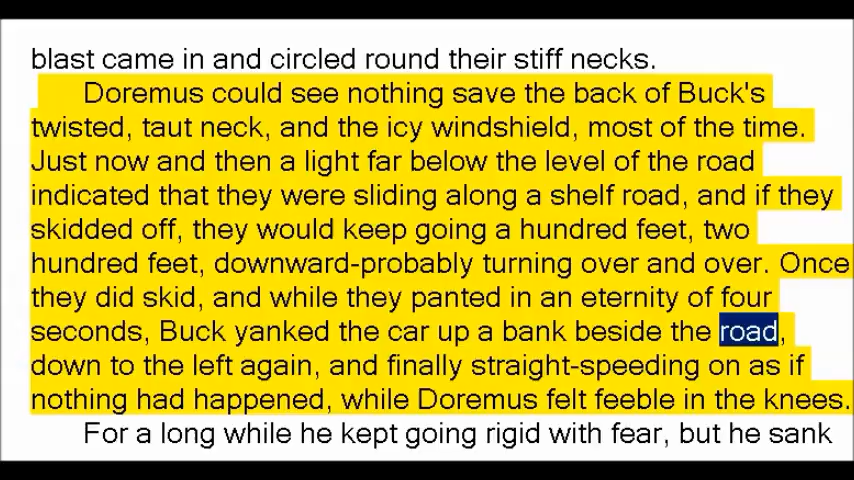 blast came in and circled round their stiff necks.
Doremus could see nothing save the back of Buck's
twisted, taut neck, and the icy windshield, most of the time.
Just now and then a light far below the level of the road
indicated that they were sliding along a shelf road, and if they
skidded off, they would keep going a hundred feet, two
hundred feet, downward-probably turning over and over. Once
they did skid, and while they panted in an eternity of four
seconds, Buck yanked the car up a bank beside the road,
down to the left again, and finally straight-speeding on as if
nothing had happened, while Doremus felt feeble in the knees.
For a long while he kept going rigid with fear, but he sank